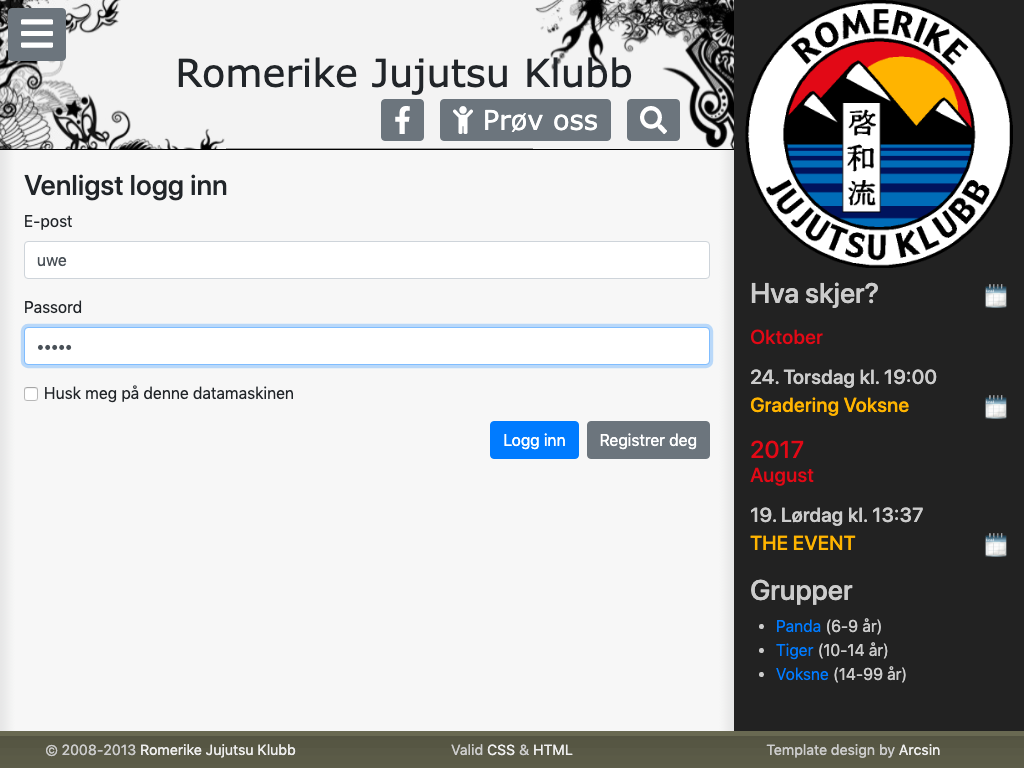 Romerike Jujutsu Klubb
Prøv oss
Venligst logg inn
E-post
uwe
Passord
•••••
Husk meg på denne datamaskinen
Logg inn
Registrer deg
ROMERIKE
啓和流
JUJUTSU KLUBB
Hva skjer?
Oktober
24. Torsdag kl. 19:00
Gradering Voksne
2017
August
19. Lørdag kl. 13:37
THE EVENT
Grupper
• Panda (6-9 år)
• Tiger (10-14 år)
• Voksne (14-99 år)
© 2008-2013 Romerike Jujutsu Klubb
Valid CSS & HTML
Template design by Arcsin